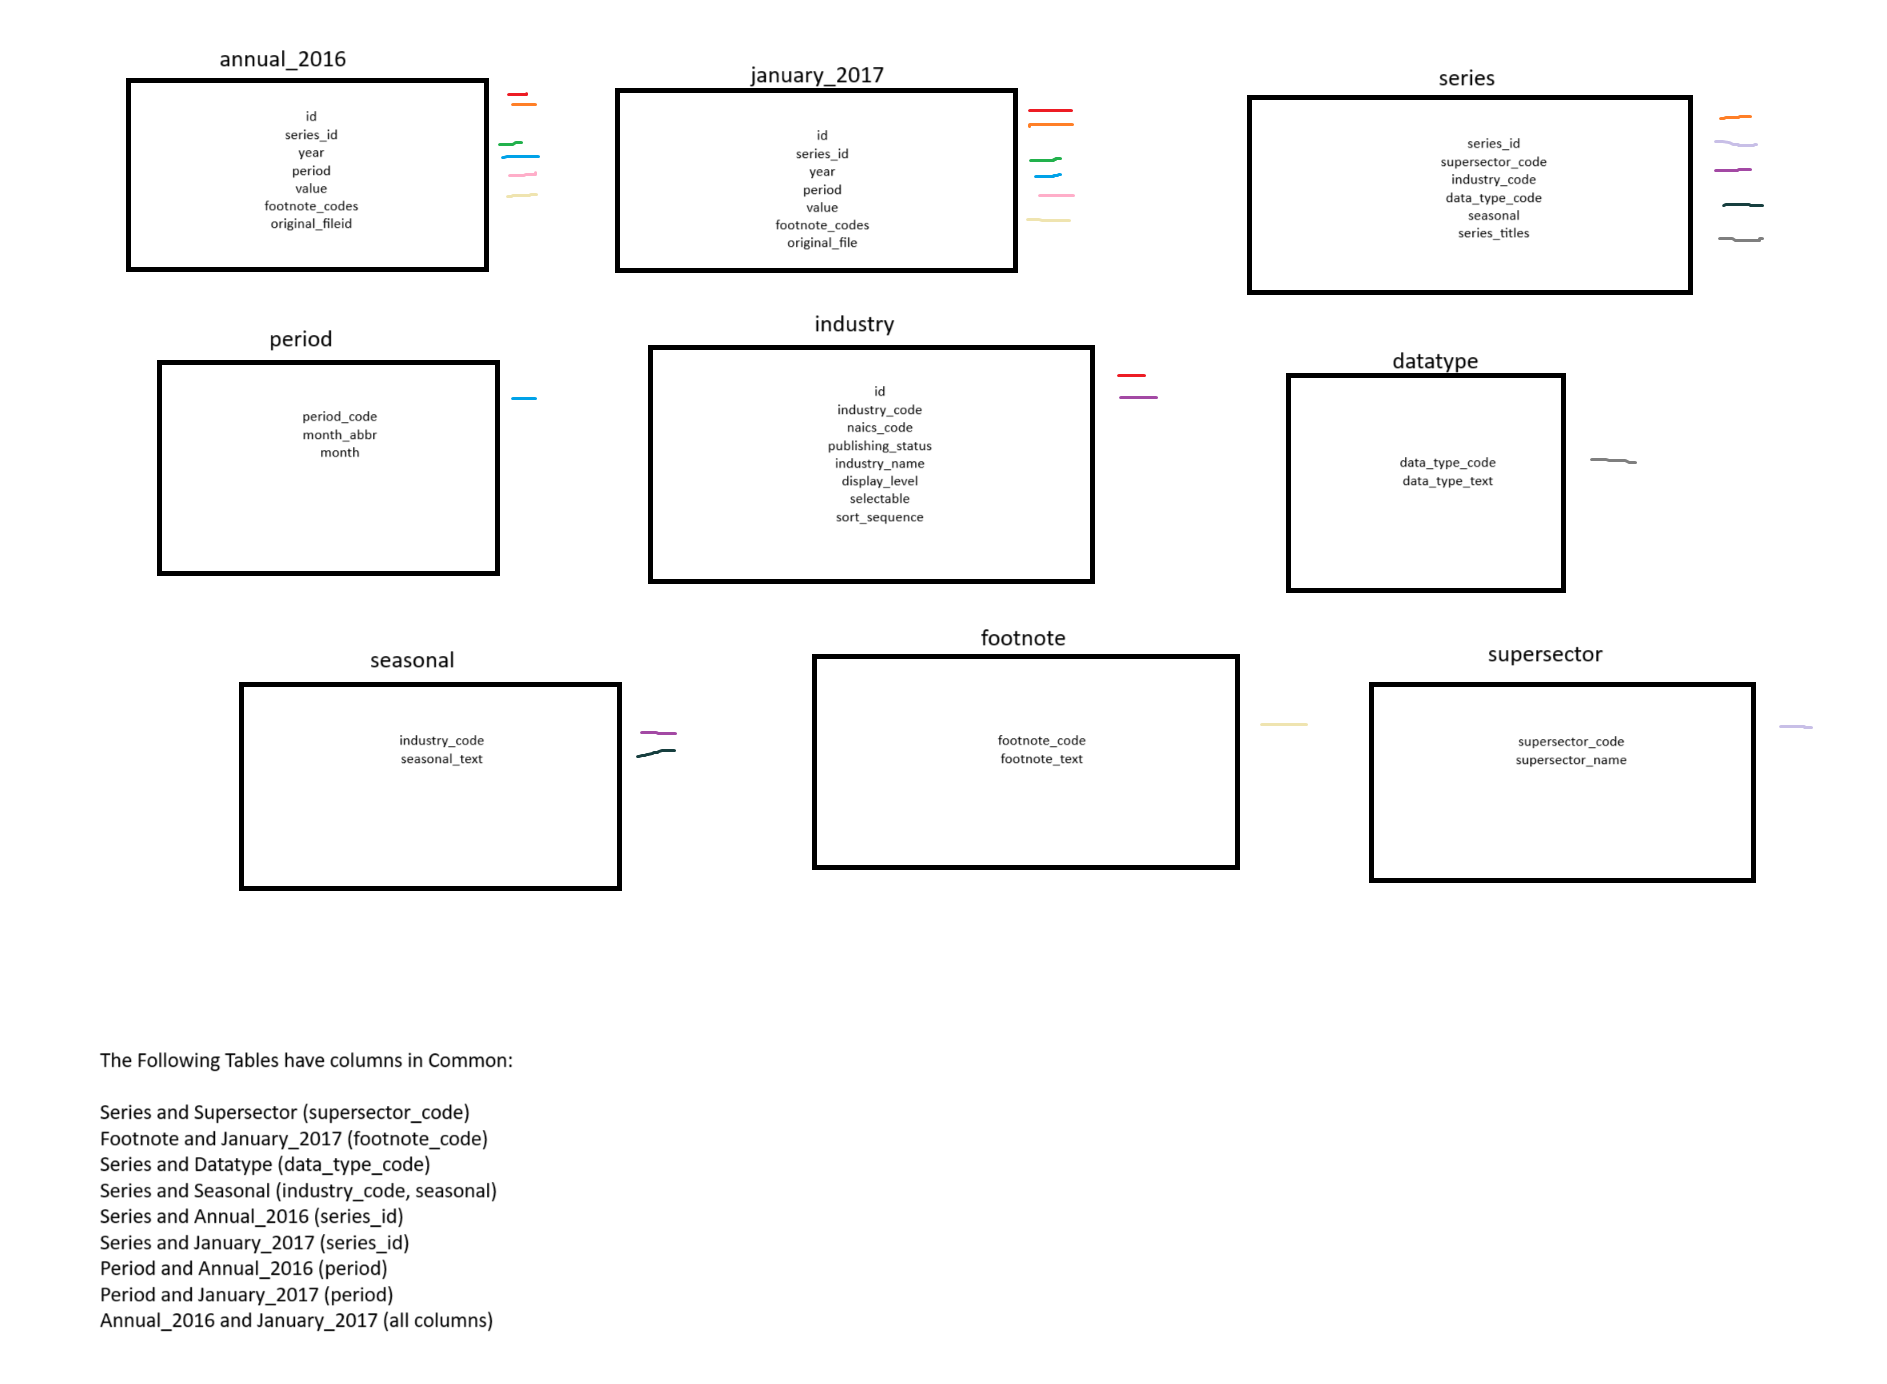 annual_2016
id
series_id
year
period
value
footnote_codes
original_fileid
january_2017
id
series_id
year
period
value
footnote_codes
original_file
series
series_id
supersector_code
industry_code
data_type_code
seasonal
series_titles
period
period_code
month_abbr
month
industry
id
industry_code
naics_code
publishing_status
industry_name
display_level
selectable
sort_sequence
datatype
data_type_code
data_type_text
seasonal
industry_code
seasonal_text
footnote
footnote_code
footnote_text
supersector
supersector_code
supersector_name
The Following Tables have columns in Common:
Series and Supersector (supersector_code)
Footnote and January_2017 (footnote_code)
Series and Datatype (data_type_code)
Series and Seasonal (industry_code, seasonal)
Series and Annual_2016 (series_id)
Series and January_2017 (series_id)
Period and Annual_2016 (period)
Period and January_2017 (period)
Annual_2016 and January_2017 (all columns)